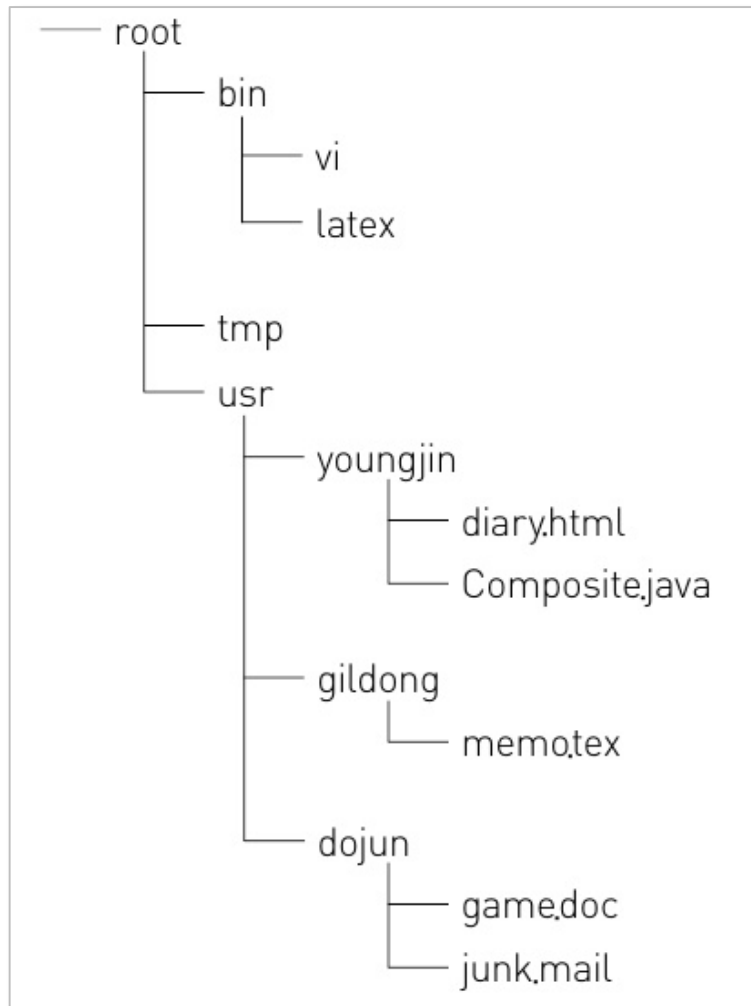 root
bin
vi
latex
tmp
usr
youngjin
diary.html
Composite.java
gildong
memo.tex
dojun
game.doc
junk.mail